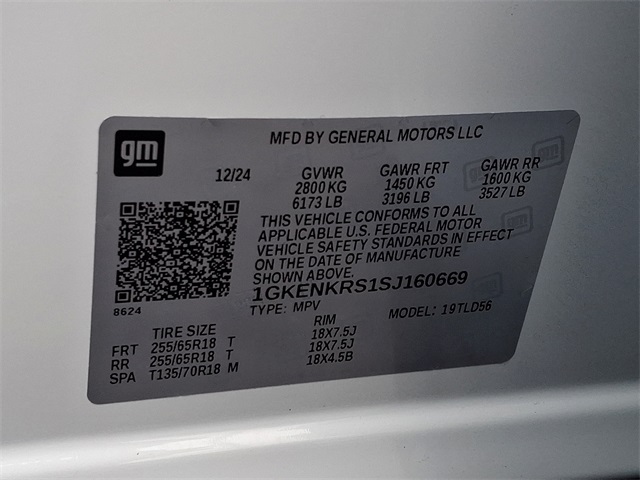 gm
MFD BY GENERAL MOTORS LLC
12/24 GVWR GAWR FRT GAWR RR
2800 KG 1450 KG 1600 KG
6173 LB 3196 LB 3527 LB
THIS VEHICLE CONFORMS TO ALL
APPLICABLE U.S. FEDERAL MOTOR
VEHICLE SAFETY STANDARDS IN EFFECT
ON THE DATE OF MANUFACTURE
SHOWN ABOVE.
1GKENKRS1SJ160669
8624
TYPE: MPV MODEL: 19TLD56
TIRE SIZE RIM
FRT 255/65R18 T 18X7.5J
RR 255/65R18 T 18X7.5J
SPA T135/70R18 M 18X4.5B